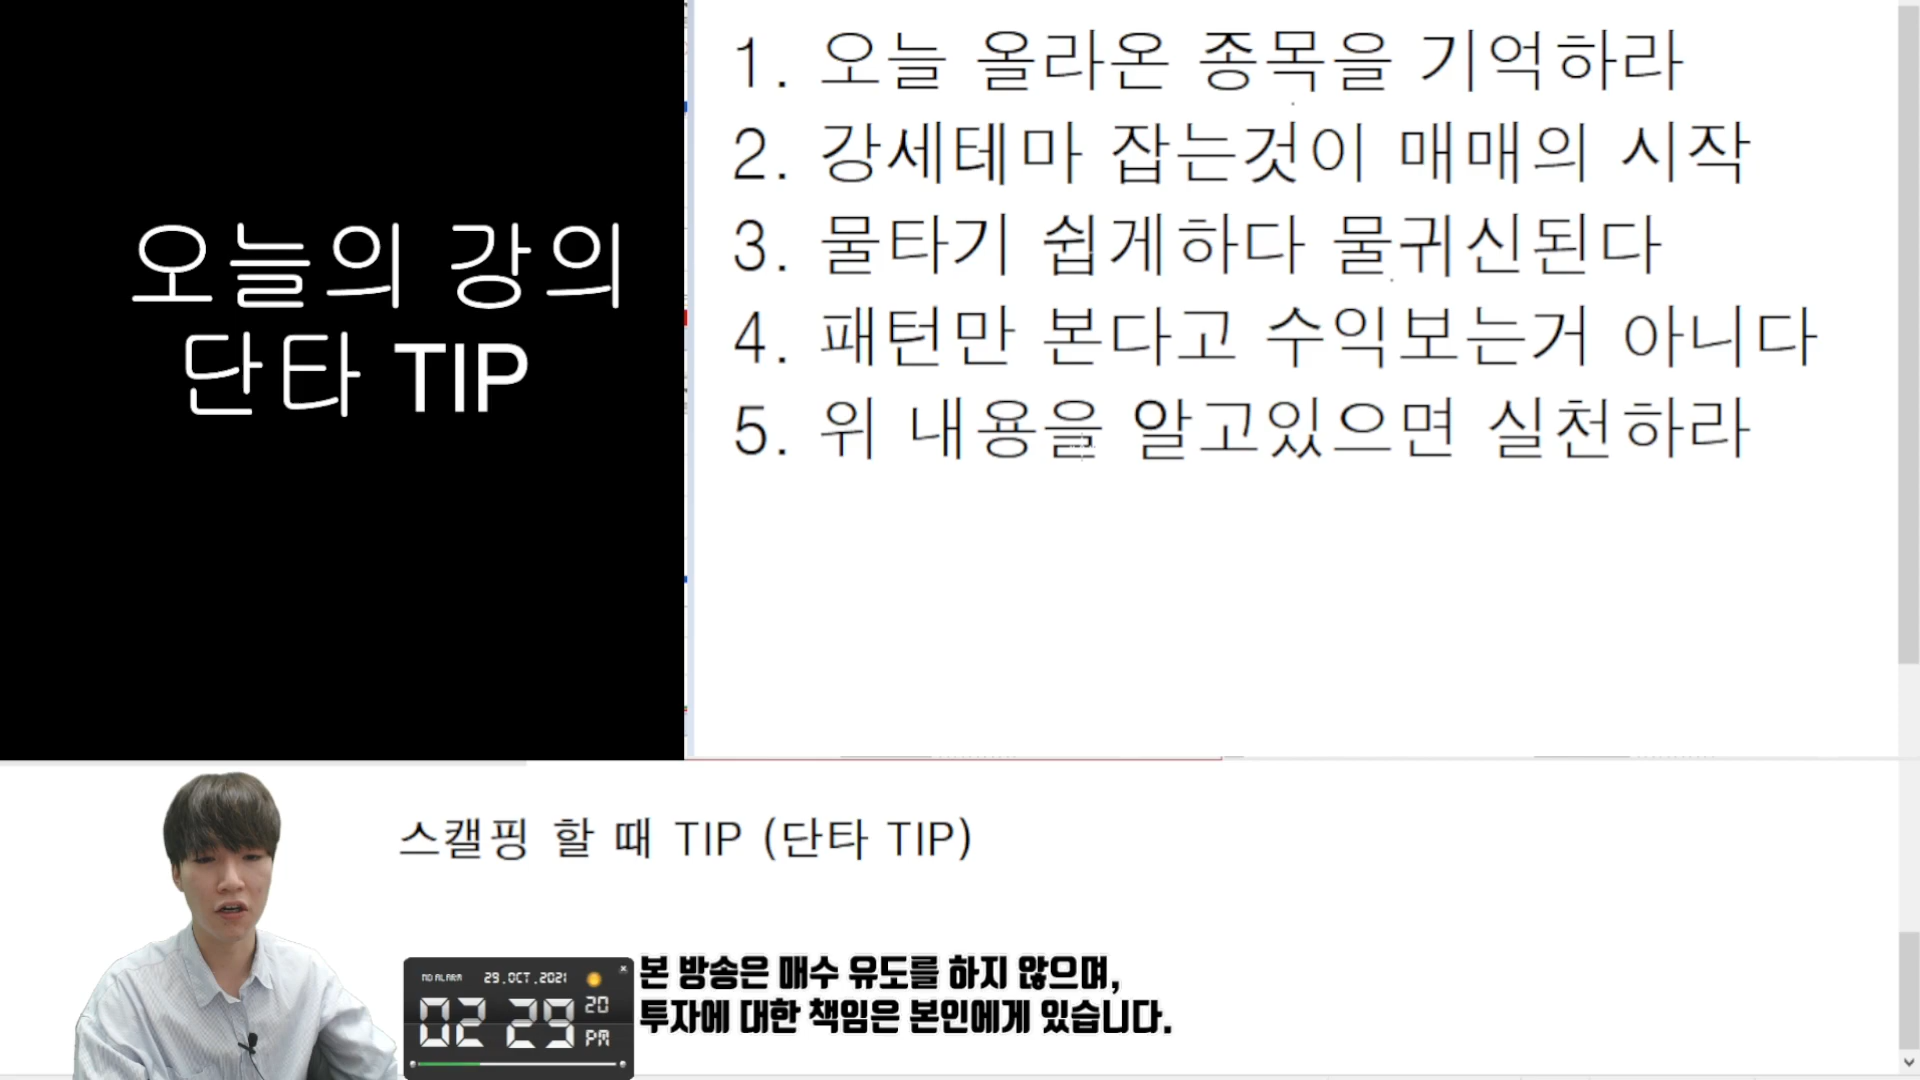 오늘의 강의
단타 TIP
1. 오늘 올라온 종목을 기억하라
2. 강세테마 잡는것이 매매의 시작
3. 물타기 쉽게하다 물귀신된다
4. 패턴만 본다고 수익보는거 아니다
5. 위 내용을 알고있으면 실천하라
스캘핑 할 때 TIP (단타 TIP)
NO ALARM 29.OCT.2021
02 29 20 PM
본 방송은 매수 유도를 하지 않으며,
투자에 대한 책임은 본인에게 있습니다.